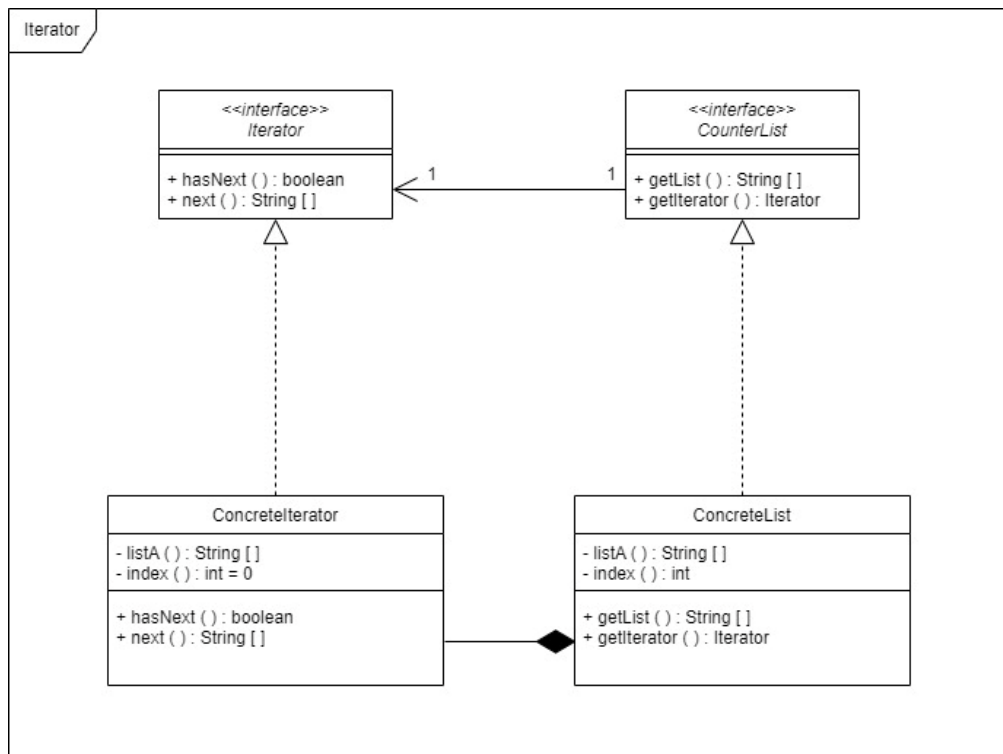 Iterator
<<interface>>
Iterator
+ hasNext ( ) : boolean
+ next ( ) : String [ ]
1
1
<<interface>>
CounterList
+ getList ( ) : String [ ]
+ getIterator ( ) : Iterator
ConcreteIterator
- listA ( ) : String [ ]
- index ( ) : int = 0
+ hasNext ( ) : boolean
+ next ( ) : String [ ]
ConcreteList
- listA ( ) : String [ ]
- index ( ) : int
+ getList ( ) : String [ ]
+ getIterator ( ) : Iterator